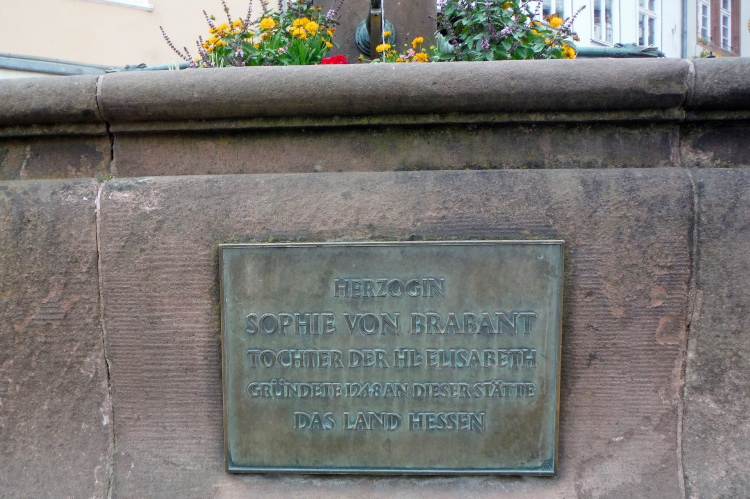 HERZOGIN
SOPHIE VON BRABANT
TOCHTER DER HL·ELISABETH
GRÜNDETE 1248 AN DIESER STÄTTE
DAS LAND HESSEN